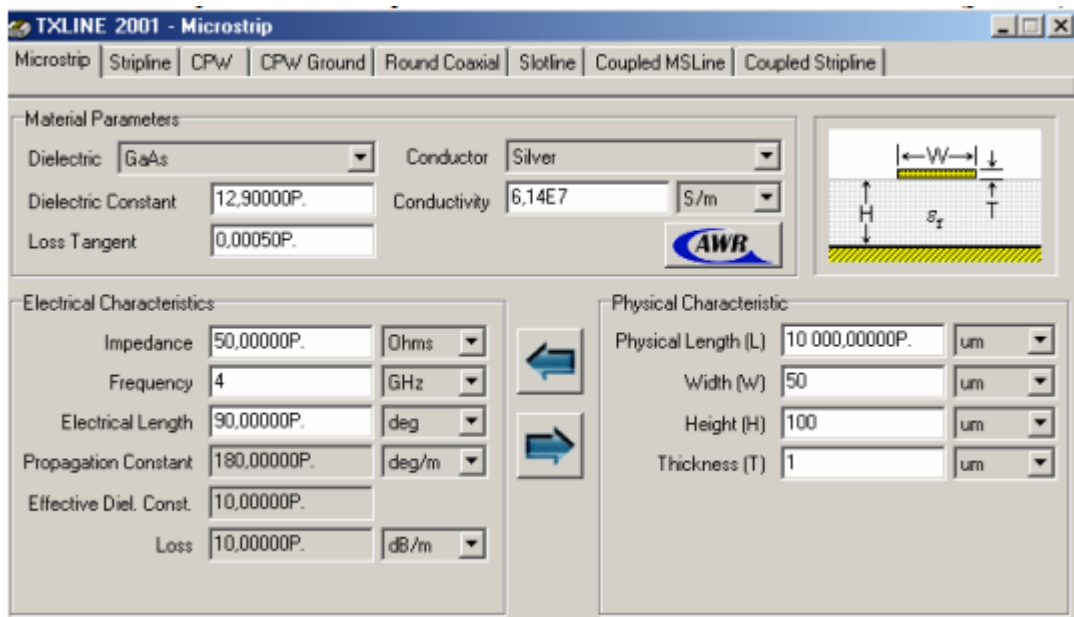 TXLINE 2001 - Microstrip
Microstrip Stripline CPW CPW Ground Round Coaxial Slotline Coupled MSLine Coupled Stripline
Material Parameters
Dielectric GaAs Conductor Silver
Dielectric Constant 12,90000P. Conductivity 6,14E7 S/m
Loss Tangent 0,00050P.
AWR
W
H εr T
Electrical Characteristics
Impedance 50,00000P. Ohms
Frequency 4 GHz
Electrical Length 90,00000P. deg
Propagation Constant 180,00000P. deg/m
Effective Diel. Const. 10,00000P.
Loss 10,00000P. dB/m
Physical Characteristic
Physical Length (L) 10 000,00000P. um
Width (W) 50 um
Height (H) 100 um
Thickness (T) 1 um